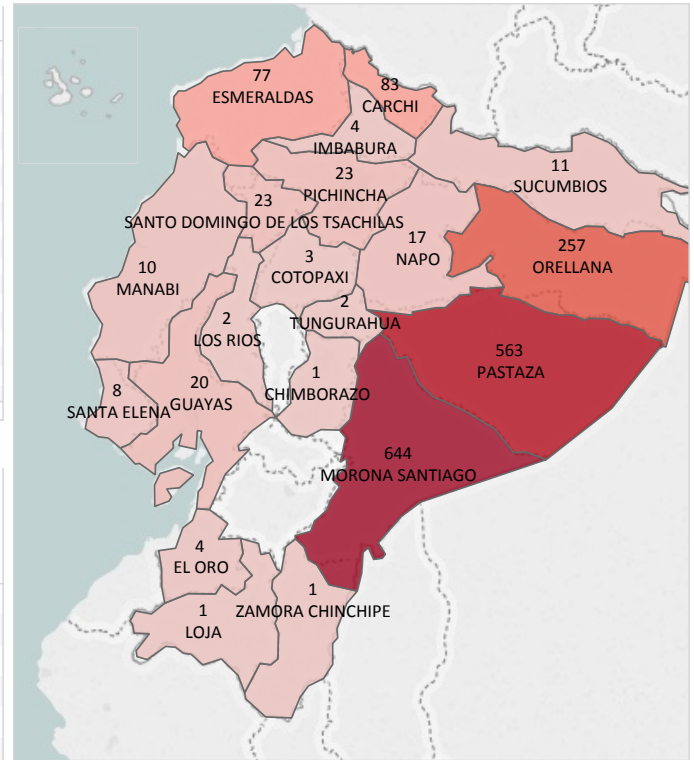 77
ESMERALDAS
83
CARCHI
4
IMBABURA
11
SUCUMBIOS
23
PICHINCHA
23
SANTO DOMINGO DE LOS TSACHILAS
17
NAPO
257
ORELLANA
10
MANABI
3
COTOPAXI
2
TUNGURAHUA
2
LOS RIOS
563
PASTAZA
1
CHIMBORAZO
8
SANTA ELENA
20
GUAYAS
644
MORONA SANTIAGO
4
EL ORO
1
ZAMORA CHINCHIPE
1
LOJA